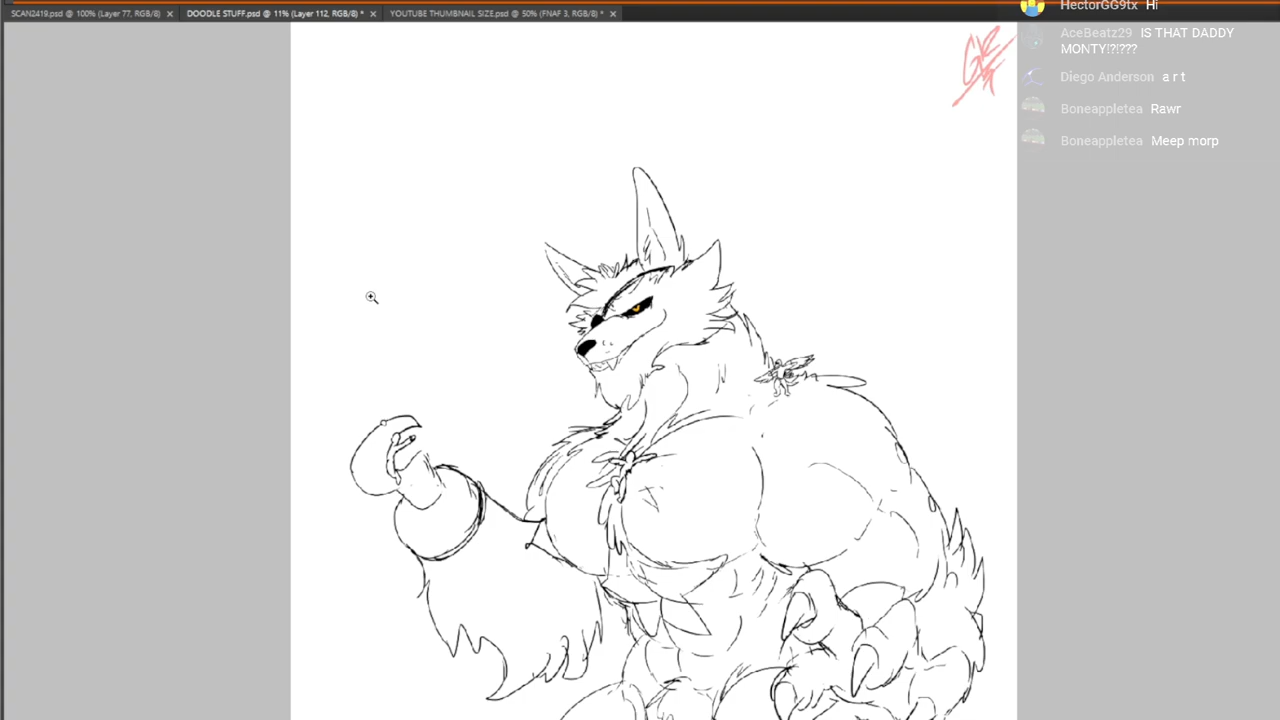 SCAN2419.psd @ 100% (Layer 77, RGB/8) × DOODLE STUFF.psd @ 11% (Layer 112, RGB/8) * × YOUTUBE THUMBNAIL SIZE.psd @ 50% (FNAF 3, RGB/8) * ×
HectorGG9tx Hi
AceBeatz29 IS THAT DADDY
MONTY!?!???
Diego Anderson a r t
Boneappletea Rawr
Boneappletea Meep morp